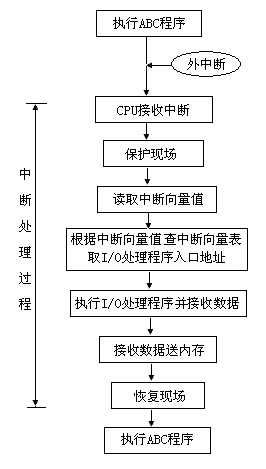 执行ABC程序
外中断
CPU接收中断
保护现场
读取中断向量值
根据中断向量值查中断向量表
取I/O处理程序入口地址
执行I/O处理程序并接收数据
接收数据送内存
恢复现场
执行ABC程序
中断处理过程